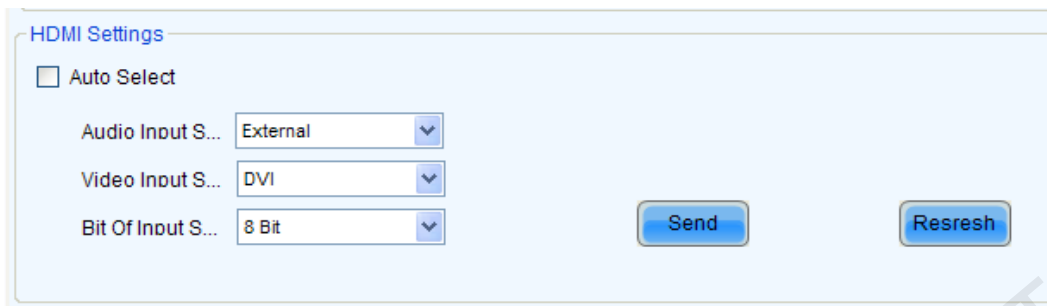 HDMI Settings
Auto Select
Audio Input S... External
Video Input S... DVI
Bit Of Input S... 8 Bit
Send Resresh